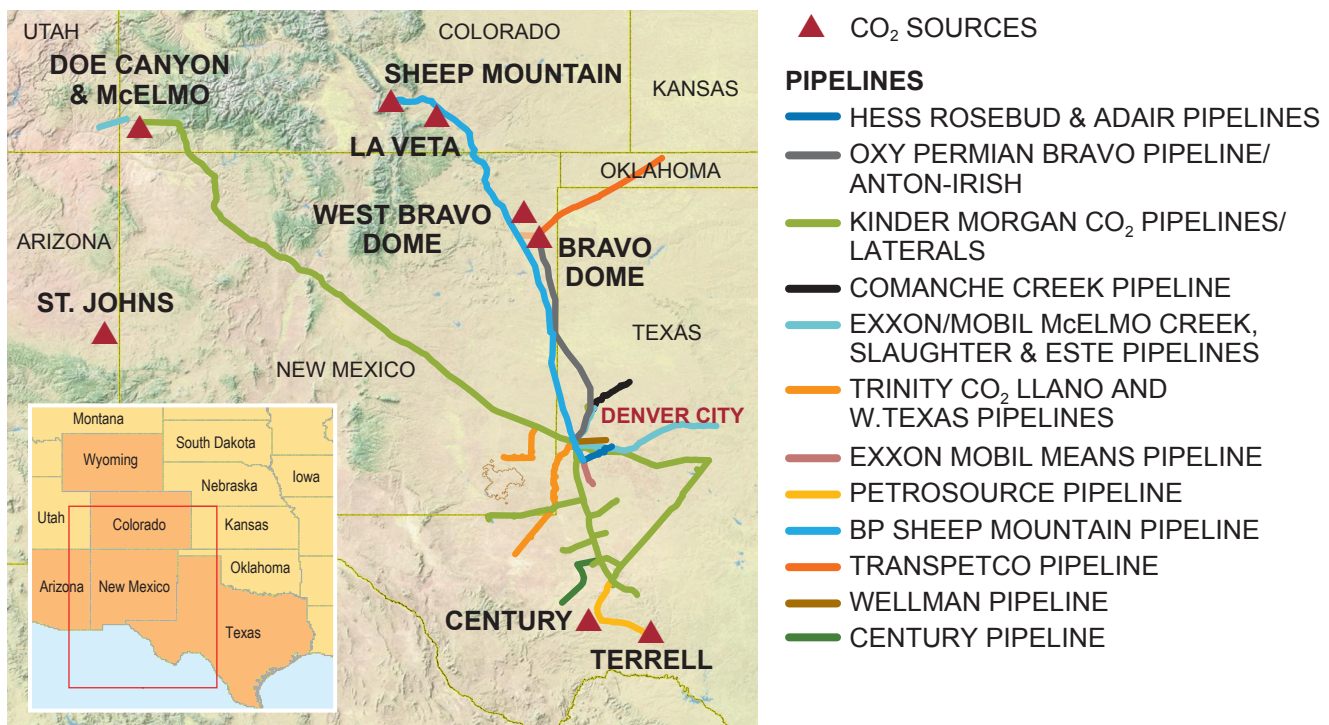 UTAH
COLORADO
DOE CANYON
& McELMO
SHEEP MOUNTAIN
KANSAS
LA VETA
OKLAHOMA
WEST BRAVO
DOME
ARIZONA
BRAVO
DOME
ST. JOHNS
TEXAS
NEW MEXICO
DENVER CITY
CENTURY
TERRELL
Montana
South Dakota
Wyoming
Iowa
Nebraska
Utah
Colorado
Kansas
Oklahoma
Arizona
New Mexico
Texas
CO₂ SOURCES
PIPELINES
HESS ROSEBUD & ADAIR PIPELINES
OXY PERMIAN BRAVO PIPELINE/
ANTON-IRISH
KINDER MORGAN CO₂ PIPELINES/
LATERALS
COMANCHE CREEK PIPELINE
EXXON/MOBIL McELMO CREEK,
SLAUGHTER & ESTE PIPELINES
TRINITY CO₂ LLANO AND
W.TEXAS PIPELINES
EXXON MOBIL MEANS PIPELINE
PETROSOURCE PIPELINE
BP SHEEP MOUNTAIN PIPELINE
TRANSPETCO PIPELINE
WELLMAN PIPELINE
CENTURY PIPELINE